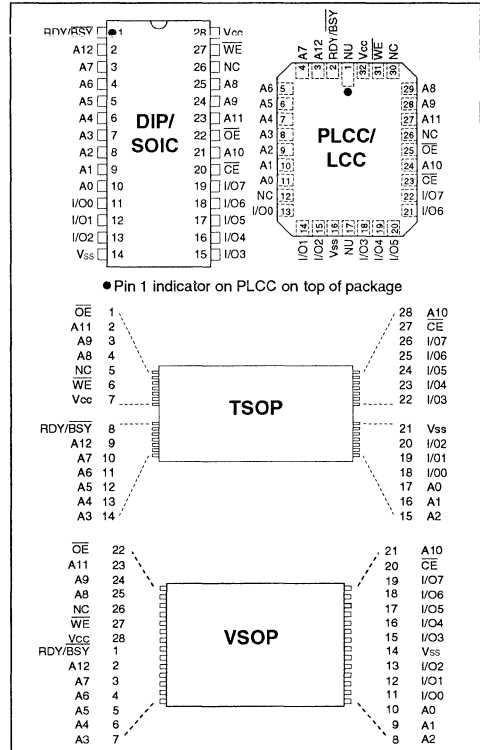 RDY/BSY 1 28 Vcc
A12 2 27 WE
A7 3 26 NC
A6 4 25 A8
A5 5 24 A9
A4 6 23 A11
A3 7 22 OE
A2 8 21 A10
A1 9 20 CE
A0 10 19 I/O7
I/O0 11 18 I/O6
I/O1 12 17 I/O5
I/O2 13 16 I/O4
Vss 14 15 I/O3
DIP/
SOIC
A7 A12 RDY/BSY NU Vcc WE NC
4 3 2 1 32 31 30
A6 5 29 A8
A5 6 28 A9
A4 7 27 A11
A3 8 26 NC
A2 9 25 OE
A1 10 24 A10
A0 11 23 CE
NC 12 22 I/O7
I/O0 13 21 I/O6
PLCC/
LCC
14 15 16 17 18 19 20
I/O1 I/O2 Vss NU I/O3 I/O4 I/O5
● Pin 1 indicator on PLCC on top of package
OE 1 28 A10
A11 2 27 CE
A9 3 26 I/07
A8 4 25 I/06
NC 5 24 I/05
WE 6 23 I/04
Vcc 7 22 I/03
TSOP
RDY/BSY 8 21 Vss
A12 9 20 I/02
A7 10 19 I/01
A6 11 18 I/00
A5 12 17 A0
A4 13 16 A1
A3 14 15 A2
OE 22 21 A10
A11 23 20 CE
A9 24 19 I/O7
A8 25 18 I/O6
NC 26 17 I/O5
WE 27 16 I/O4
Vcc 28 15 I/O3
VSOP
RDY/BSY 1 14 Vss
A12 2 13 I/O2
A7 3 12 I/O1
A6 4 11 I/O0
A5 5 10 A0
A4 6 9 A1
A3 7 8 A2